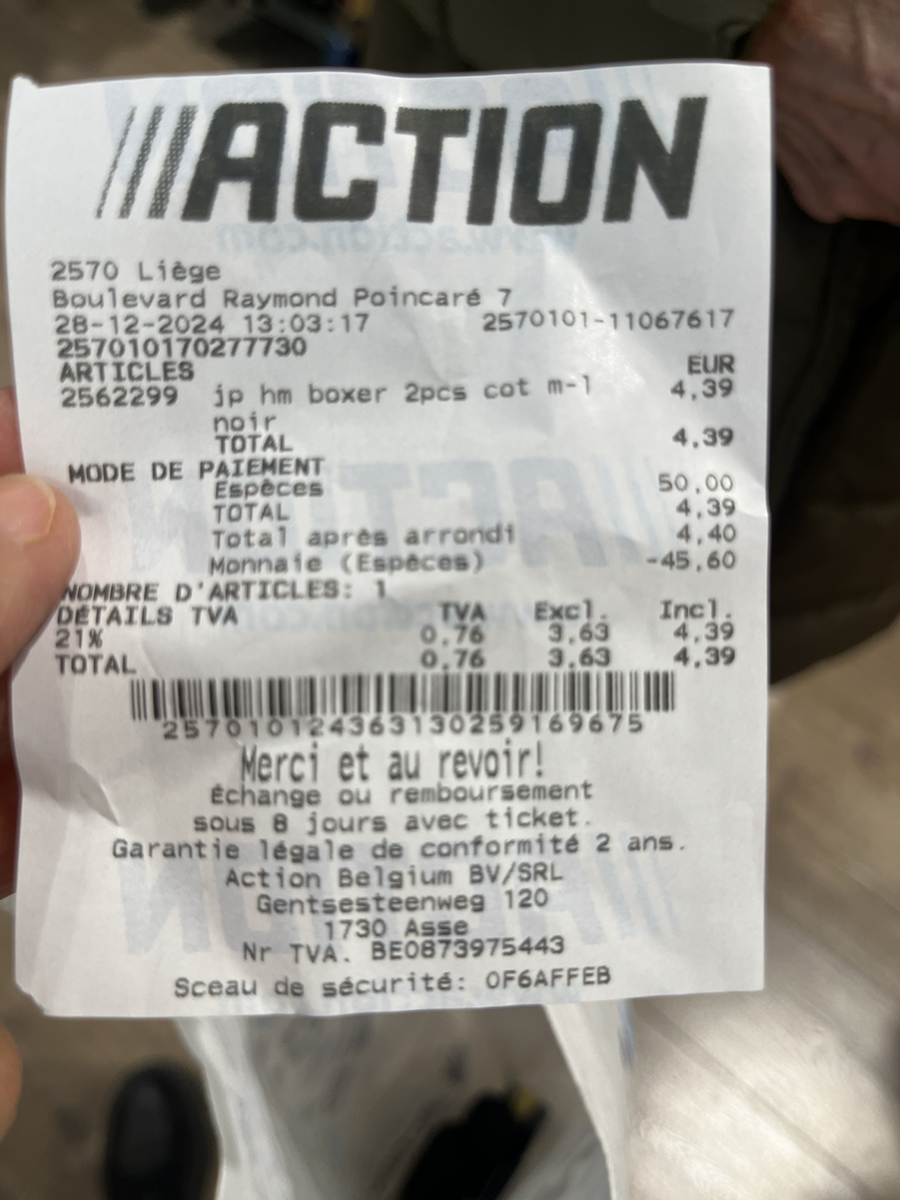 ACTION
2570 Liège
Boulevard Raymond Poincaré 7
28-12-2024 13:03:17 2570101-11067617
257010170277730
ARTICLES EUR
2562299 jp hm boxer 2pcs cot m-l 4,39
noir
TOTAL 4,39
MODE DE PAIEMENT
Espèces 50,00
TOTAL 4,39
Total après arrondi 4,40
Monnaie (Espèces) -45,60
NOMBRE D'ARTICLES: 1
DÉTAILS TVA TVA Excl. Incl.
21% 0,76 3,63 4,39
TOTAL 0,76 3,63 4,39
2570101243631302591​69675
Merci et au revoir!
Échange ou remboursement
sous 8 jours avec ticket.
Garantie légale de conformité 2 ans.
Action Belgium BV/SRL
Gentsesteenweg 120
1730 Asse
Nr TVA. BE0873975443
Sceau de sécurité: 0F6AFFEB